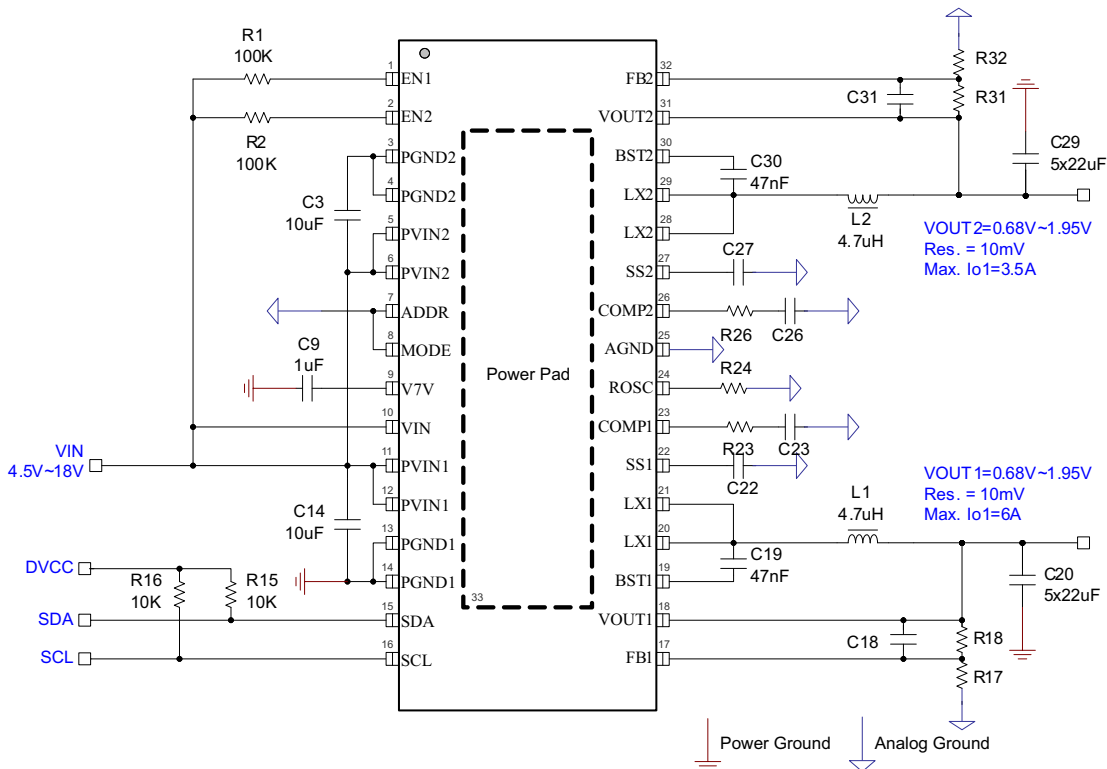 R1
100K
R2
100K
C3
10uF
C9
1uF
VIN
4.5V~18V
C14
10uF
DVCC
R16
10K
R15
10K
SDA
SCL
1
EN1
2
EN2
3
PGND2
4
PGND2
5
PVIN2
6
PVIN2
7
ADDR
8
MODE
9
V7V
10
VIN
11
PVIN1
12
PVIN1
13
PGND1
14
PGND1
15
SDA
16
SCL
Power Pad
33
32
FB2
31
VOUT2
30
BST2
29
LX2
28
LX2
27
SS2
26
COMP2
25
AGND
24
ROSC
23
COMP1
22
SS1
21
LX1
20
LX1
19
BST1
18
VOUT1
17
FB1
R32
R31
C31
C29
5x22uF
C30
47nF
L2
4.7uH
VOUT2=0.68V~1.95V
Res. = 10mV
Max. Io1=3.5A
C27
R26
C26
R24
R23
C23
C22
VOUT1=0.68V~1.95V
Res. = 10mV
Max. Io1=6A
L1
4.7uH
C19
47nF
C20
5x22uF
C18
R18
R17
Power Ground
Analog Ground